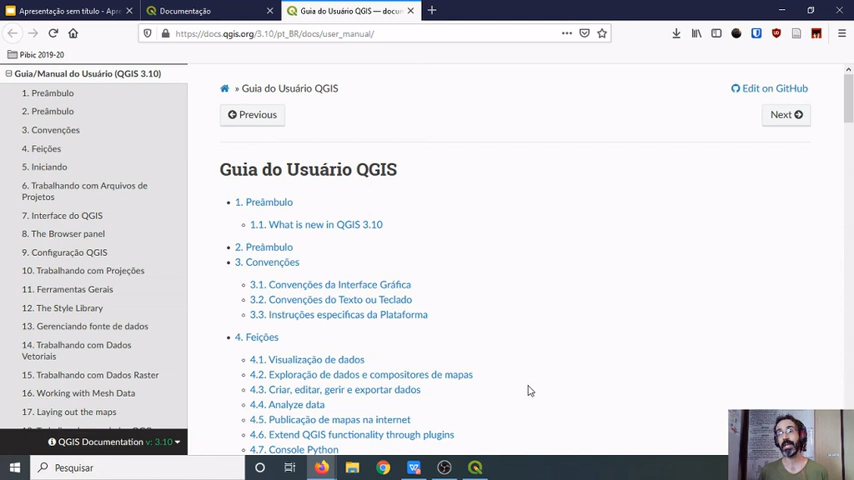 Apresentação sem título - Apre
Documentação
Guia do Usuário QGIS — docum
https://docs.qgis.org/3.10/pt_BR/docs/user_manual/
Pibic 2019-20
Guia/Manual do Usuário (QGIS 3.10)
1. Preâmbulo
2. Preâmbulo
3. Convenções
4. Feições
5. Iniciando
6. Trabalhando com Arquivos de
Projetos
7. Interface do QGIS
8. The Browser panel
9. Configuração QGIS
10. Trabalhando com Projeções
11. Ferramentas Gerais
12. The Style Library
13. Gerenciando fonte de dados
14. Trabalhando com Dados
Vetoriais
15. Trabalhando com Dados Raster
16. Working with Mesh Data
17. Laying out the maps
QGIS Documentation v: 3.10
» Guia do Usuário QGIS
Edit on GitHub
Previous
Next
Guia do Usuário QGIS
1. Preâmbulo
1.1. What is new in QGIS 3.10
2. Preâmbulo
3. Convenções
3.1. Convenções da Interface Gráfica
3.2. Convenções do Texto ou Teclado
3.3. Instruções especificas da Plataforma
4. Feições
4.1. Visualização de dados
4.2. Exploração de dados e compositores de mapas
4.3. Criar, editar, gerir e exportar dados
4.4. Analyze data
4.5. Publicação de mapas na internet
4.6. Extend QGIS functionality through plugins
4.7. Console Python
Pesquisar